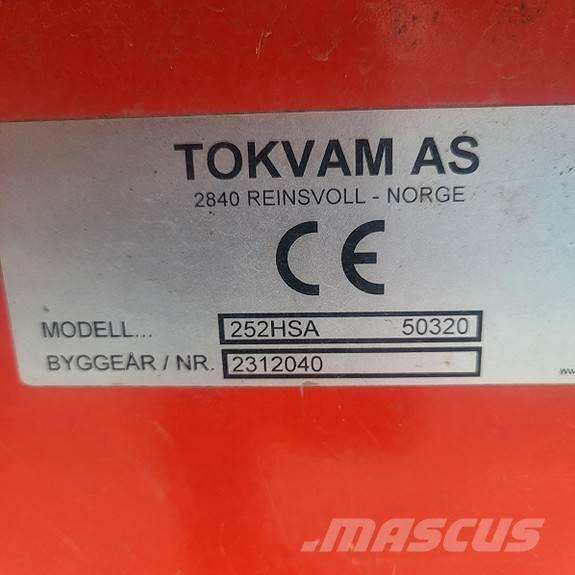 TOKVAM AS
2840 REINSVOLL - NORGE
CE
MODELL... 252HSA 50320
BYGGEÅR / NR. 2312040
MASCUS